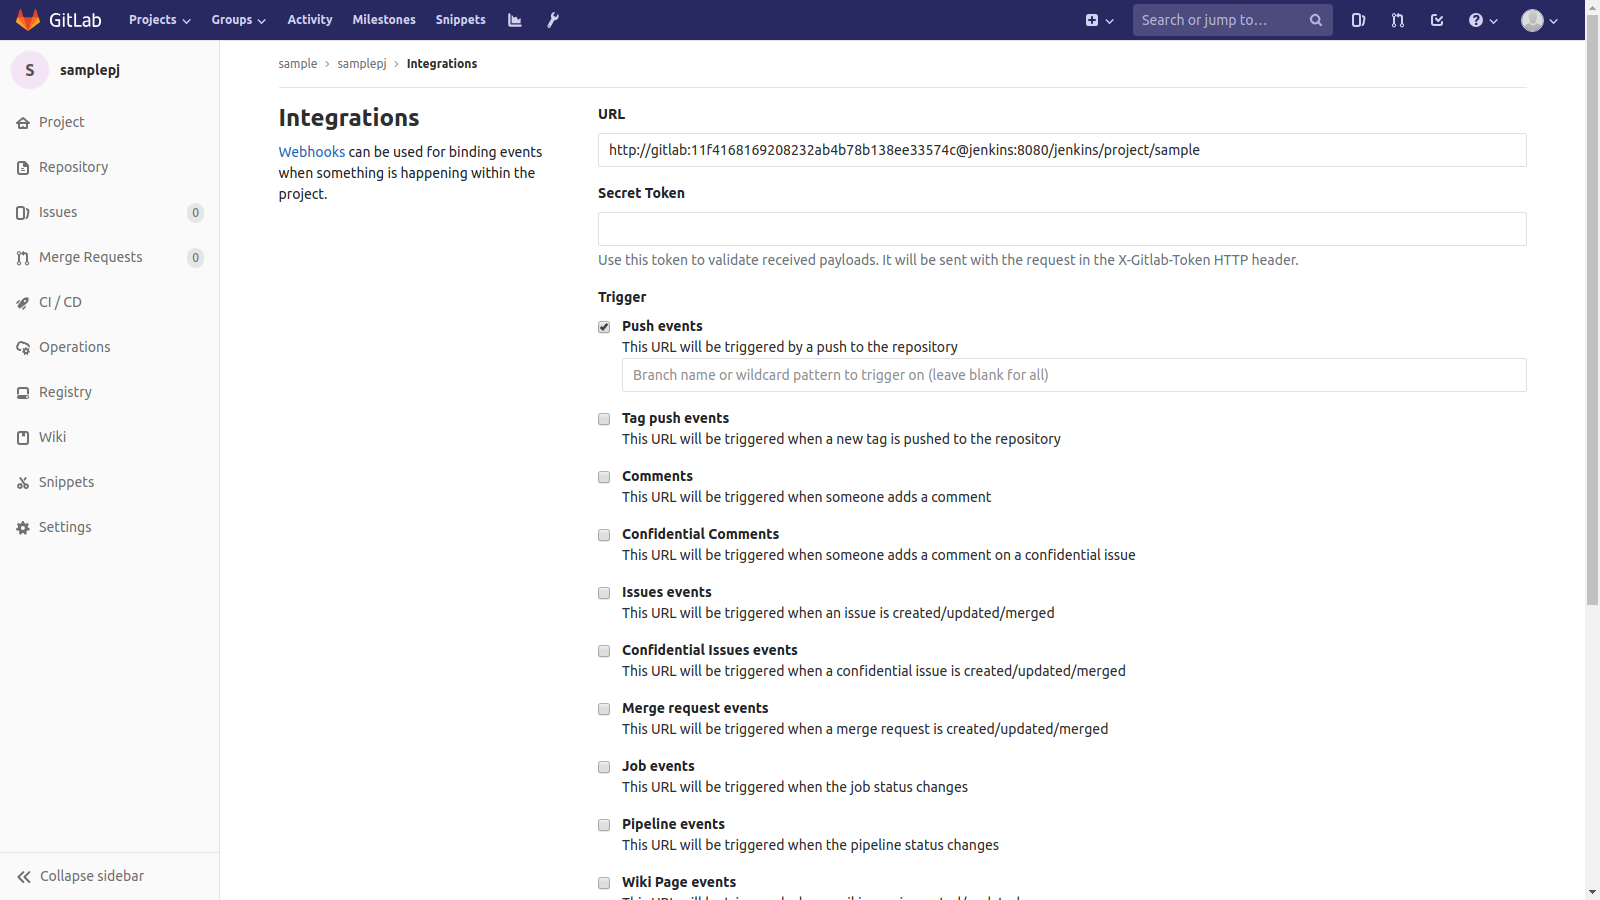 GitLab Projects Groups Activity Milestones Snippets Search or jump to...
S samplepj
Project
Repository
Issues 0
Merge Requests 0
CI / CD
Operations
Registry
Wiki
Snippets
Settings
Collapse sidebar
sample › samplepj › Integrations
Integrations
Webhooks can be used for binding events
when something is happening within the
project.
URL
http://gitlab:11f4168169208232ab4b78b138ee33574c@jenkins:8080/jenkins/project/sample
Secret Token
Use this token to validate received payloads. It will be sent with the request in the X-Gitlab-Token HTTP header.
Trigger
Push events
This URL will be triggered by a push to the repository
Branch name or wildcard pattern to trigger on (leave blank for all)
Tag push events
This URL will be triggered when a new tag is pushed to the repository
Comments
This URL will be triggered when someone adds a comment
Confidential Comments
This URL will be triggered when someone adds a comment on a confidential issue
Issues events
This URL will be triggered when an issue is created/updated/merged
Confidential Issues events
This URL will be triggered when a confidential issue is created/updated/merged
Merge request events
This URL will be triggered when a merge request is created/updated/merged
Job events
This URL will be triggered when the job status changes
Pipeline events
This URL will be triggered when the pipeline status changes
Wiki Page events